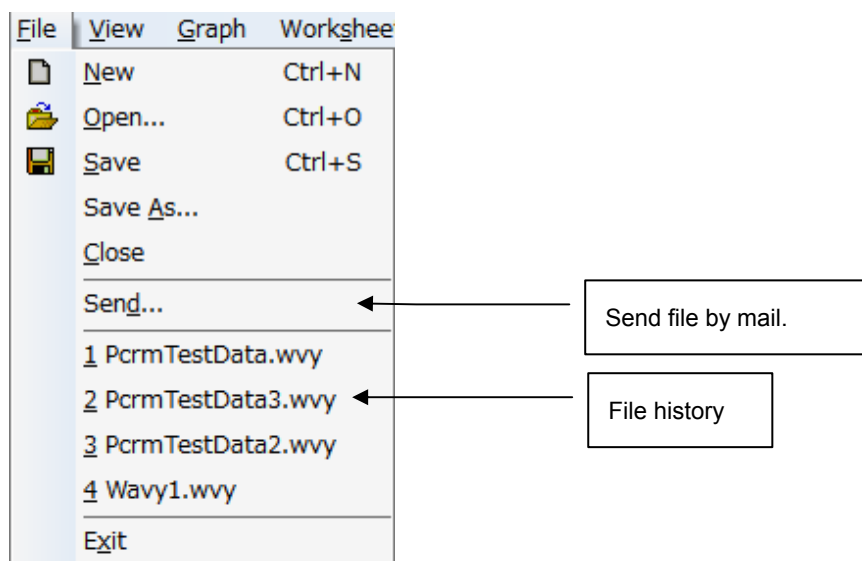 File View Graph Workshee
New Ctrl+N
Open... Ctrl+O
Save Ctrl+S
Save As...
Close
Send...
Send file by mail.
1 PcrmTestData.wvy
2 PcrmTestData3.wvy
File history
3 PcrmTestData2.wvy
4 Wavy1.wvy
Exit